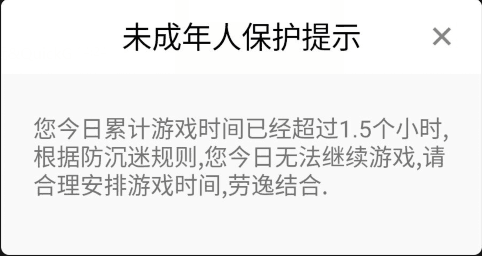 未成年人保护提示
您今日累计游戏时间已经超过1.5个小时,
根据防沉迷规则,您今日无法继续游戏,请
合理安排游戏时间,劳逸结合.